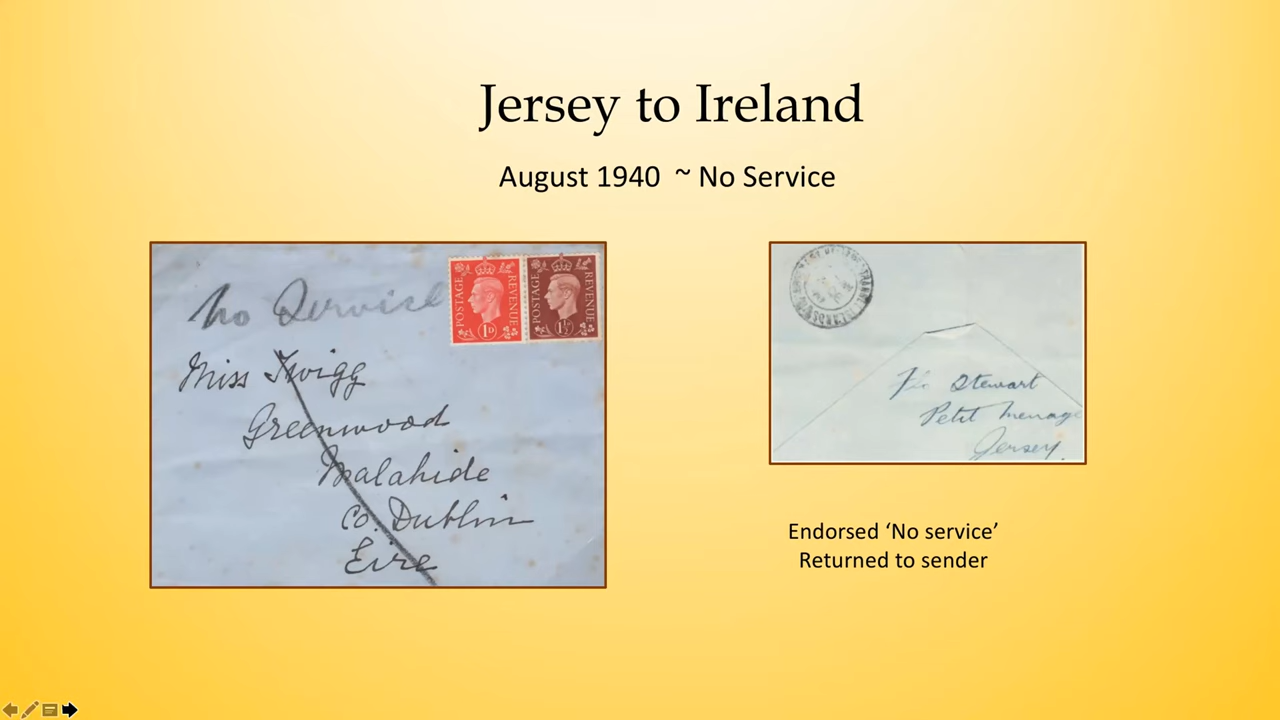 Jersey to Ireland
August 1940 ~ No Service
No Service
POSTAGE REVENUE
1D
POSTAGE REVENUE
1½
Miss Twigg
Greenwood
Malahide
Co. Dublin
Eire
Stewart
Petit Menage
Jersey.
Endorsed ‘No service’
Returned to sender